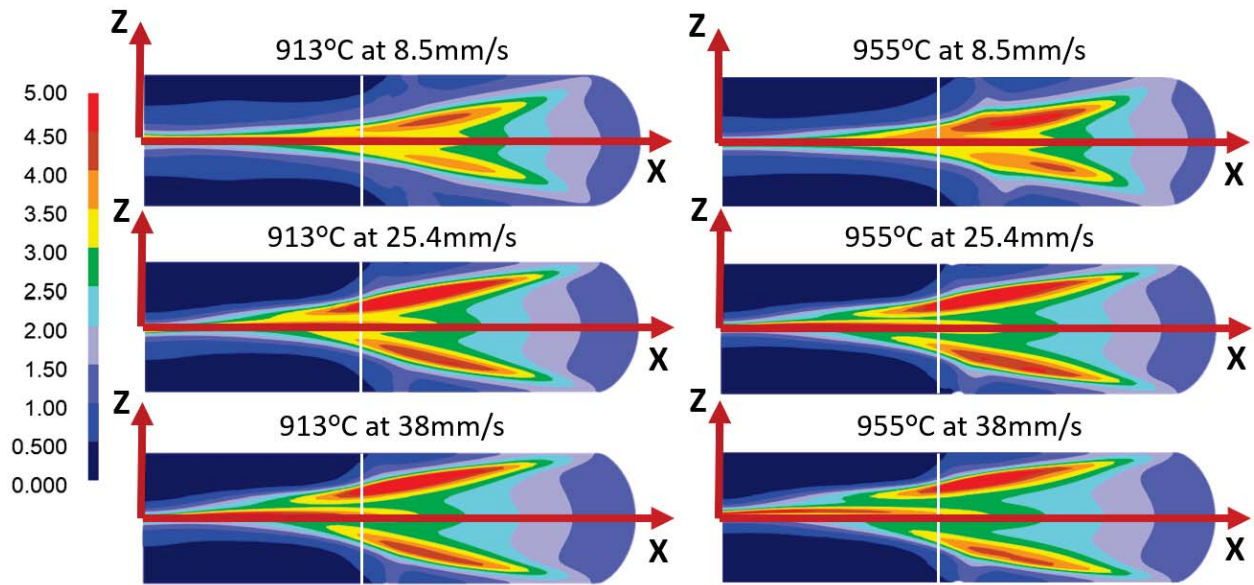 Z
913°C at 8.5mm/s
X
Z
955°C at 8.5mm/s
X
5.00
4.50
4.00
3.50
3.00
2.50
2.00
1.50
1.00
0.500
0.000
Z
913°C at 25.4mm/s
X
Z
955°C at 25.4mm/s
X
Z
913°C at 38mm/s
X
Z
955°C at 38mm/s
X